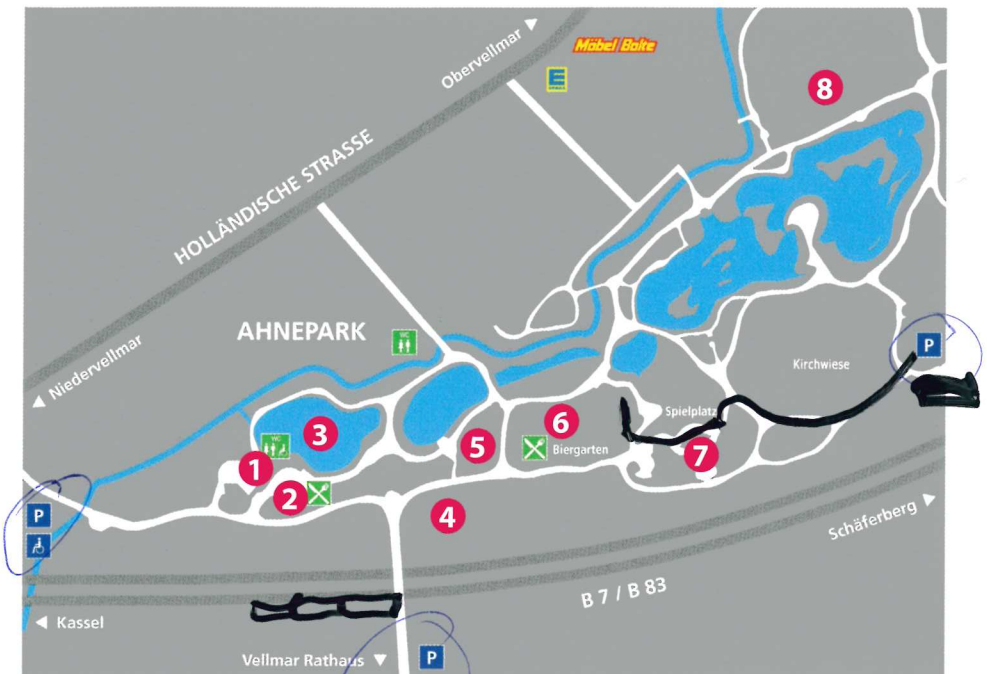 Obervellmar
Möbel Bolte
E
8
HOLLÄNDISCHE STRASSE
AHNEPARK
WC
Niedervellmar
P
Kirchwiese
Spielplatz
3
6
WC
5
Biergarten
7
1
2
4
P
Schäferberg
B 7 / B 83
Kassel
Vellmar Rathaus
P